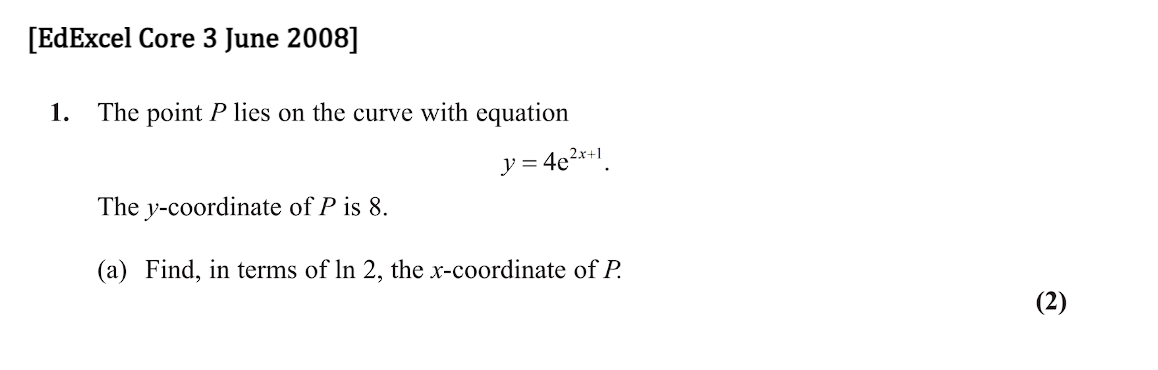 [EdExcel Core 3 June 2008]
1. The point P lies on the curve with equation
y = 4e^{2x+1}.
The y-coordinate of P is 8.
(a) Find, in terms of ln 2, the x-coordinate of P.
(2)